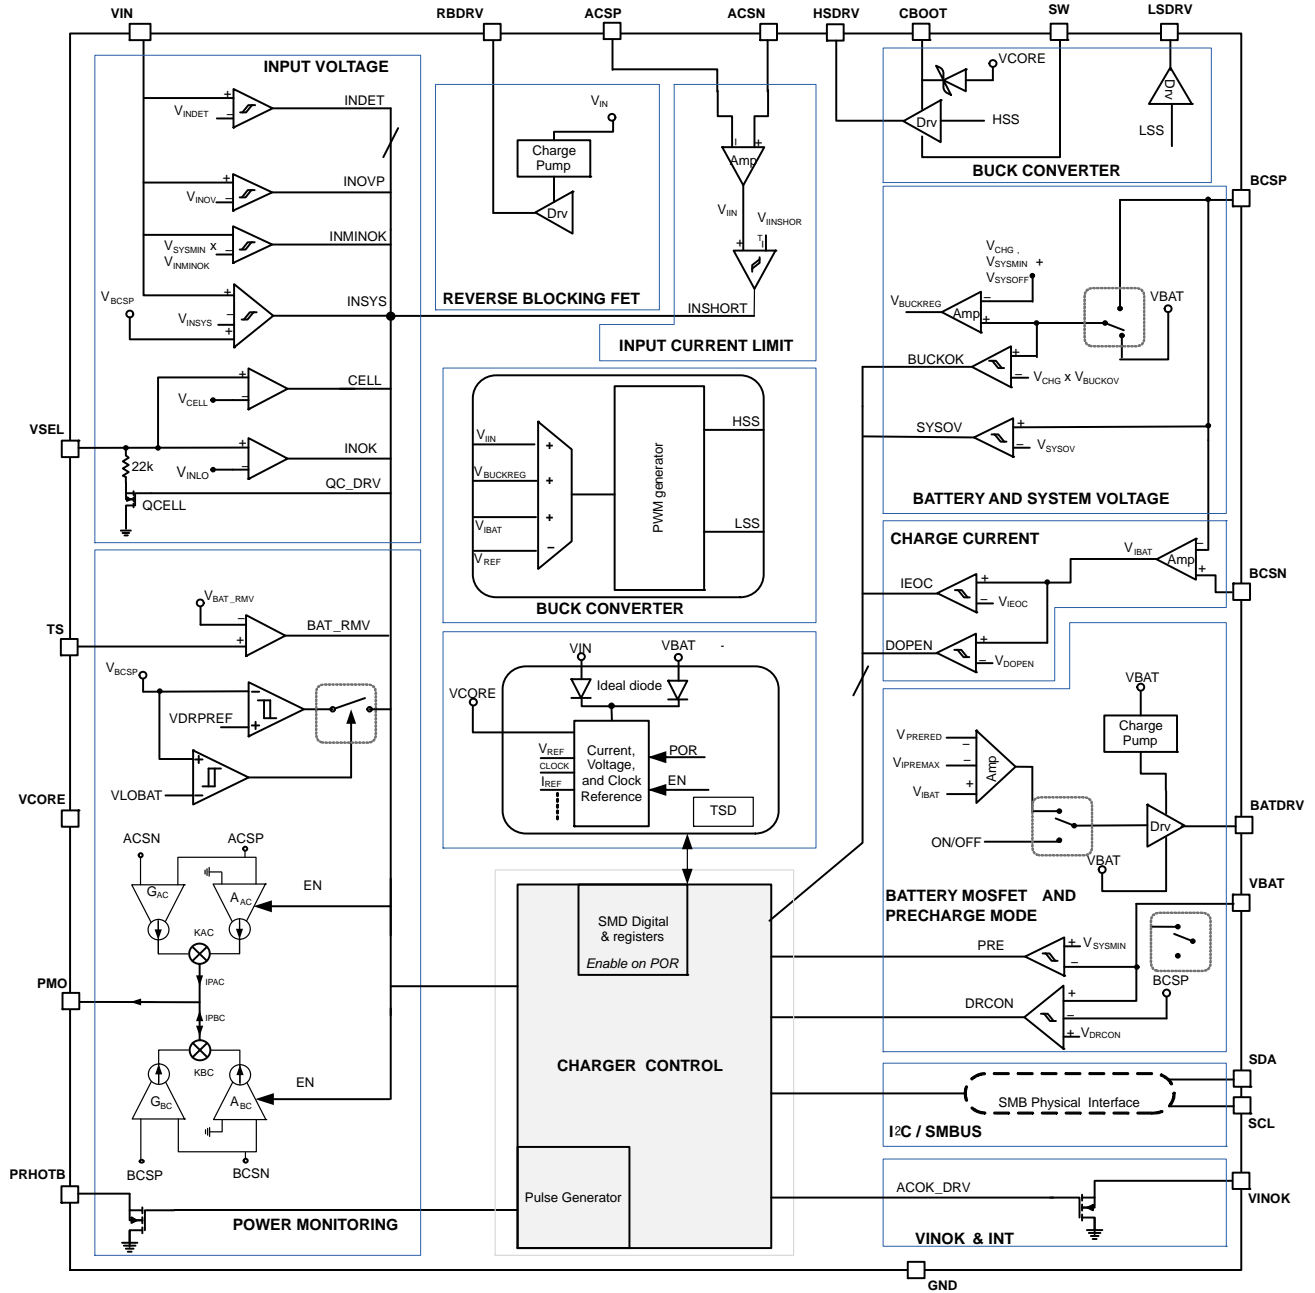 VIN
RBDRV
ACSP
ACSN
HSDRV
CBOOT
SW
LSDRV
INPUT VOLTAGE
INDET
VINDET
+
−
INOVP
VINOV
+
−
INMINOK
VSYSMIN x
VINMINOK
+
−
INSYS
VBCSP
VINSYS
+
−
+
CELL
VCELL
+
−
VSEL
INOK
VINLO
+
−
22k
QC_DRV
QCELL
VIN
Charge
Pump
Drv
REVERSE BLOCKING FET
Amp
+
VIIN
VIINSHOR
T
+
INSHORT
INPUT CURRENT LIMIT
VCORE
Drv
HSS
Drv
LSS
BUCK CONVERTER
BCSP
VCHG ,
VSYSMIN +
VSYSOFF
VBUCKREG
Amp
−
+
VBAT
BUCKOK
+
−
VCHG x VBUCKOV
SYSOV
+
−
VSYSOV
BATTERY AND SYSTEM VOLTAGE
VIIN
VBUCKREG
VIBAT
VREF
+
+
+
−
PWM generator
HSS
LSS
BUCK CONVERTER
CHARGE CURRENT
VIBAT
Amp
−
+
IEOC
+
−
VIEOC
BCSN
DOPEN
+
−
VDOPEN
TS
VBAT_RMV
−
+
BAT_RMV
VBCSP
−
+
VDRPREF
+
VLOBAT
−
VIN
VBAT
-
VCORE
Ideal diode
VREF
CLOCK
IREF
Current,
Voltage,
and Clock
Reference
POR
EN
TSD
VBAT
Charge
Pump
VPRERED
VIPREMAX
VIBAT
−
−
+
Amp
ON/OFF
Drv
VBAT
BATDRV
BATTERY MOSFET and
PRECHARGE MODE
VCORE
ACSN
ACSP
GAC
AAC
EN
KAC
IPAC
PMO
IPBC
KBC
GBC
ABC
EN
BCSP
BCSN
PRHOTB
POWER MONITORING
SMD Digital
& registers
Enable on POR
CHARGER CONTROL
Pulse Generator
VBAT
PRE
+
−
VSYSMIN
BCSP
DRCON
+
−
+
VDRCON
SDA
SMB Physical Interface
SCL
I2C / SMBUS
ACOK_DRV
VINOK
VINOK & INT
GND